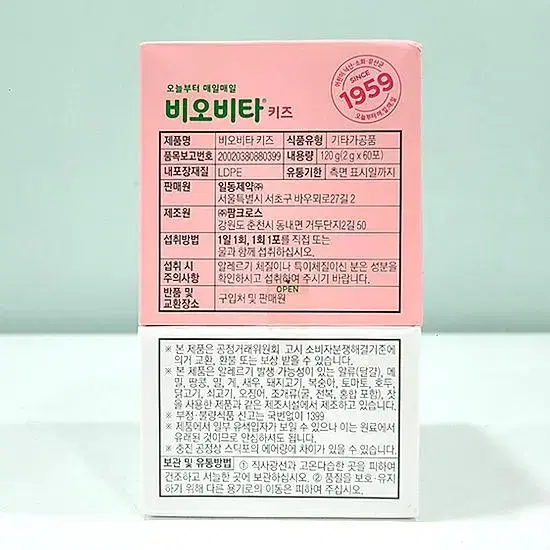 오늘부터 매일매일
비오비타® 키즈
어린이 낙산·소화·유산균
SINCE
1959
오늘부터 매일매일
제품명 비오비타 키즈 식품유형 기타가공품
품목보고번호 20020380880399 내용량 120 g(2 g x 60포)
내포장재질 LDPE 유통기한 측면 표시일까지
판매원 일동제약㈜
서울특별시 서초구 바우뫼로27길 2
제조원 ㈜팜크로스
강원도 춘천시 동내면 거두단지2길 50
섭취방법 1일 1회, 1회 1포를 직접 또는
물과 함께 섭취하십시오.
섭취 시 알레르기 체질이나 특이체질이신 분은 성분을
주의사항 확인하시고 섭취하여 주시기 바랍니다.
OPEN
반품 및 구입처 및 판매원
교환장소
※ 본 제품은 공정거래위원회 고시 소비자분쟁해결기준에
의거 교환, 환불 또는 보상 받을 수 있습니다.
※ 본 제품은 알레르기 발생 가능성이 있는 알류(달걀), 메
밀, 땅콩, 밀, 게, 새우, 돼지고기, 복숭아, 토마토, 호두,
닭고기, 쇠고기, 오징어, 조개류(굴, 전복, 홍합 포함), 잣
을 사용한 제품과 같은 제조시설에서 제조하고 있습니다.
※ 부정·불량식품 신고는 국번없이 1399
※ 제품에서 일부 유색입자가 보일 수 있으나 이는 원료에서
유래된 것이므로 안심하셔도 됩니다.
※ 충전 공정상 스틱포의 에어량에 차이가 있을 수 있습니다.
보관 및 유통방법 ① 직사광선과 고온다습한 곳을 피하여
건조하고 서늘한 곳에 보관하십시오. ② 품질을 보호·유지
하기 위해 다른 용기로의 이동은 피하여 주십시오.